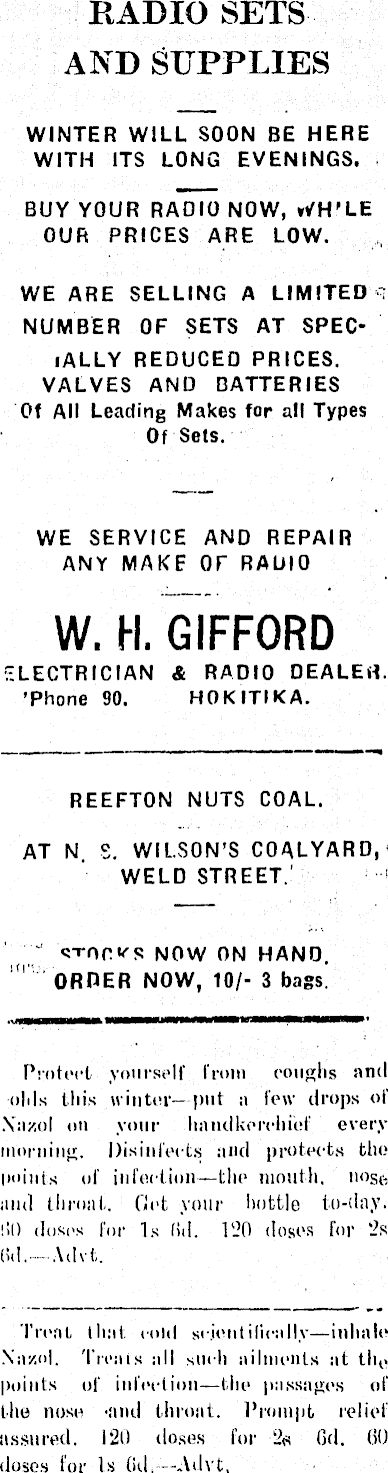 RADIO SETS
AND SUPPLIES
WINTER WILL SOON BE HERE
WITH ITS LONG EVENINGS.
BUY YOUR RADIO NOW, WH'LE
OUR PRICES ARE LOW.
WE ARE SELLING A LIMITED
NUMBER OF SETS AT SPEC-
IALLY REDUCED PRICES.
VALVES AND BATTERIES
Of All Leading Makes for all Types
Of Sets.
WE SERVICE AND REPAIR
ANY MAKE OF RADIO
W. H. GIFFORD
ELECTRICIAN & RADIO DEALER.
'Phone 90. HOKITIKA.
REEFTON NUTS COAL.
AT N. S. WILSON'S COALYARD,
WELD STREET.
STOCKS NOW ON HAND.
ORDER NOW, 10/- 3 bags.
Protect yourself from coughs and
olds this winter—put a few drops of
Nazol on your handkerchief every
morning. Disinfects and protects the
points of infection—the mouth, nose
and throat. Get your bottle to-day.
60 doses for 1s 6d. 120 doses for 2s
6d.—Advt.
Treat that cold scientifically—inhale
Nazol. Treats all such ailments at the
points of infection—the passages of
the nose and throat. Prompt relief
assured. 120 doses for 2s 6d. 60
doses for 1s 6d.—Advt.